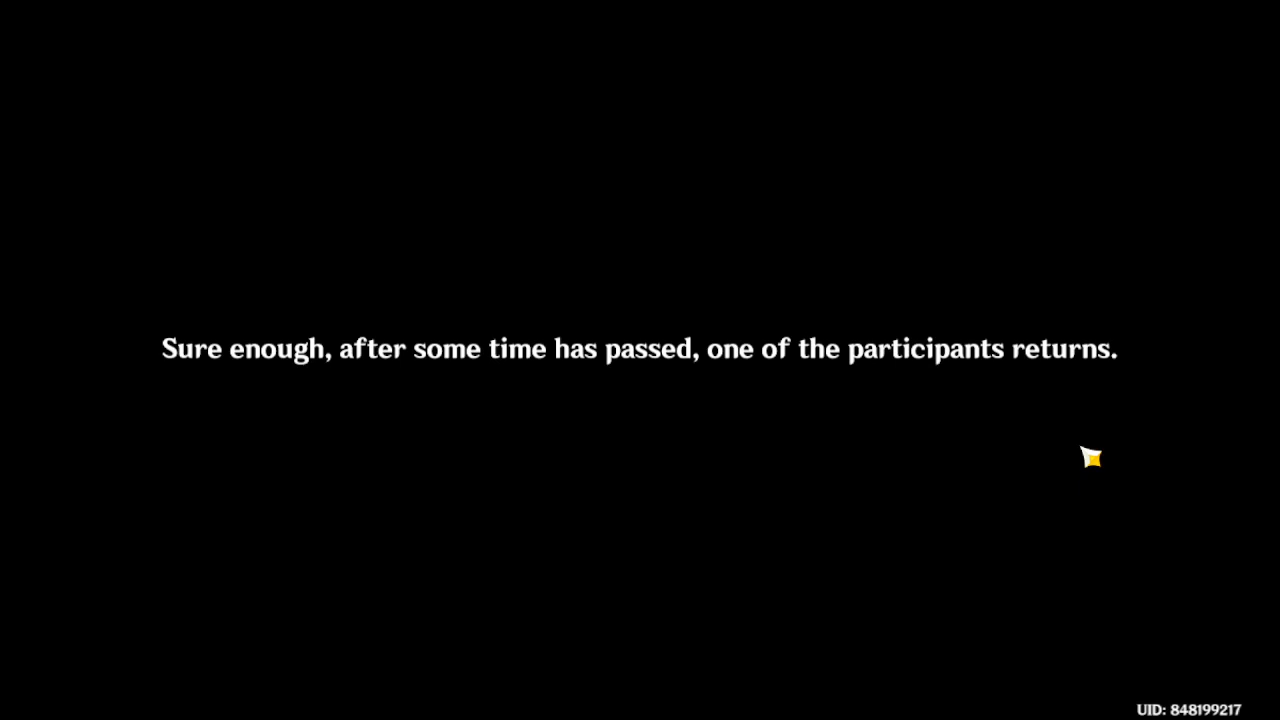 Sure enough, after some time has passed, one of the participants returns.
UID: 848199217